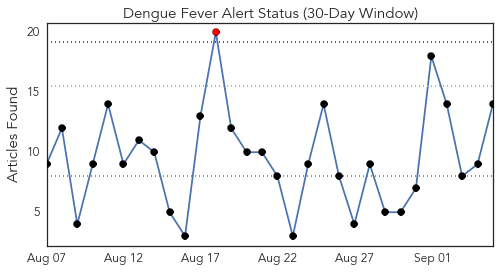 Dengue Fever Alert Status (30-Day Window)
20
15
10
5
Articles Found
Aug 07 Aug 12 Aug 17 Aug 22 Aug 27 Sep 01